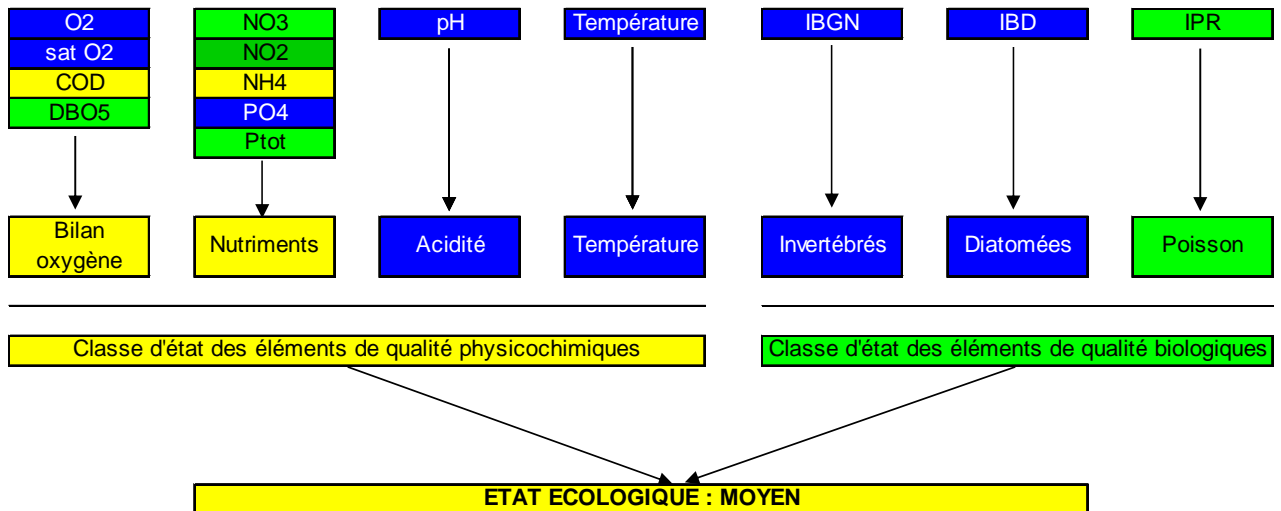 O2
sat O2
COD
DBO5
NO3
NO2
NH4
PO4
Ptot
pH
Température
IBGN
IBD
IPR
Bilan
oxygène
Nutriments
Acidité
Température
Invertébrés
Diatomées
Poisson
Classe d'état des éléments de qualité physicochimiques
Classe d'état des éléments de qualité biologiques
ETAT ECOLOGIQUE : MOYEN